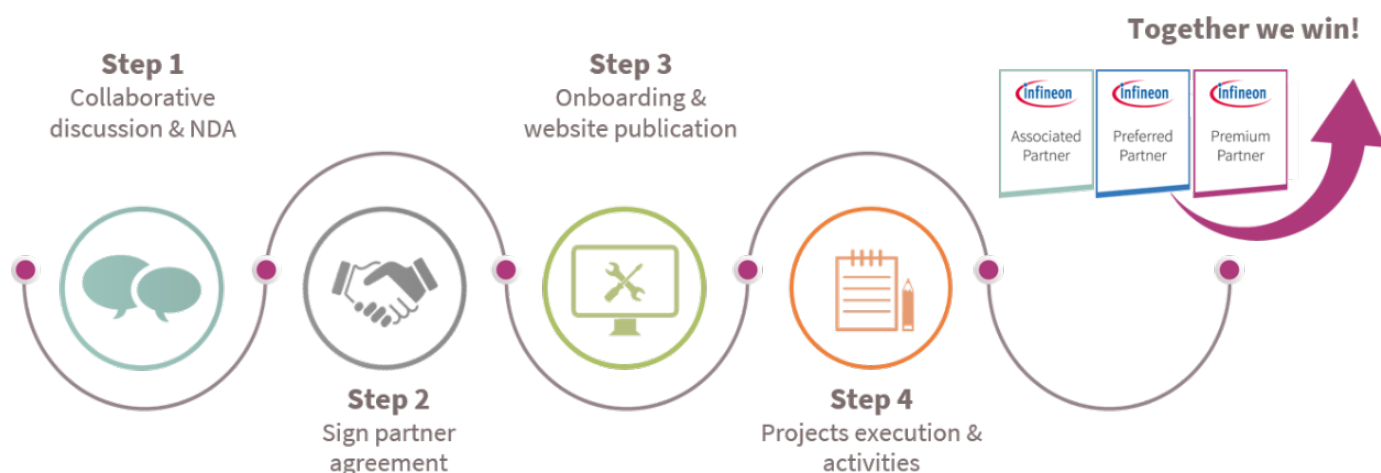 Together we win!
Step 1
Collaborative
discussion & NDA
Step 3
Onboarding &
website publication
infineon
Associated
Partner
infineon
Preferred
Partner
infineon
Premium
Partner
Step 2
Sign partner
agreement
Step 4
Projects execution &
activities